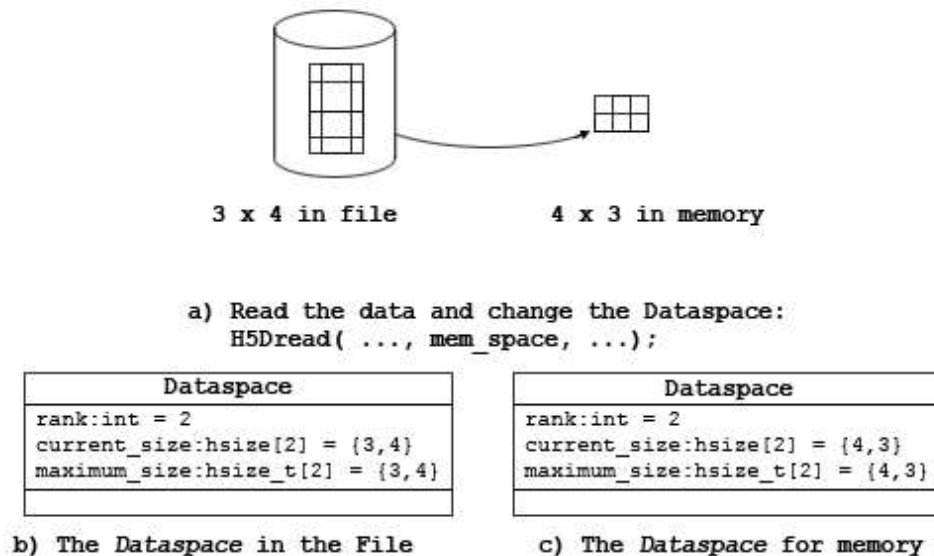 3 x 4 in file
4 x 3 in memory
a) Read the data and change the Dataspace:
H5Dread( ..., mem_space, ...);
Dataspace
rank:int = 2
current_size:hsize[2] = {3,4}
maximum_size:hsize_t[2] = {3,4}
b) The Dataspace in the File
Dataspace
rank:int = 2
current_size:hsize[2] = {4,3}
maximum_size:hsize_t[2] = {4,3}
c) The Dataspace for memory